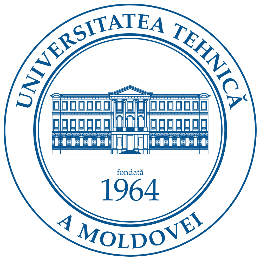 UNIVERSITATEA TEHNICĂ
fondată
1964
A MOLDOVEI